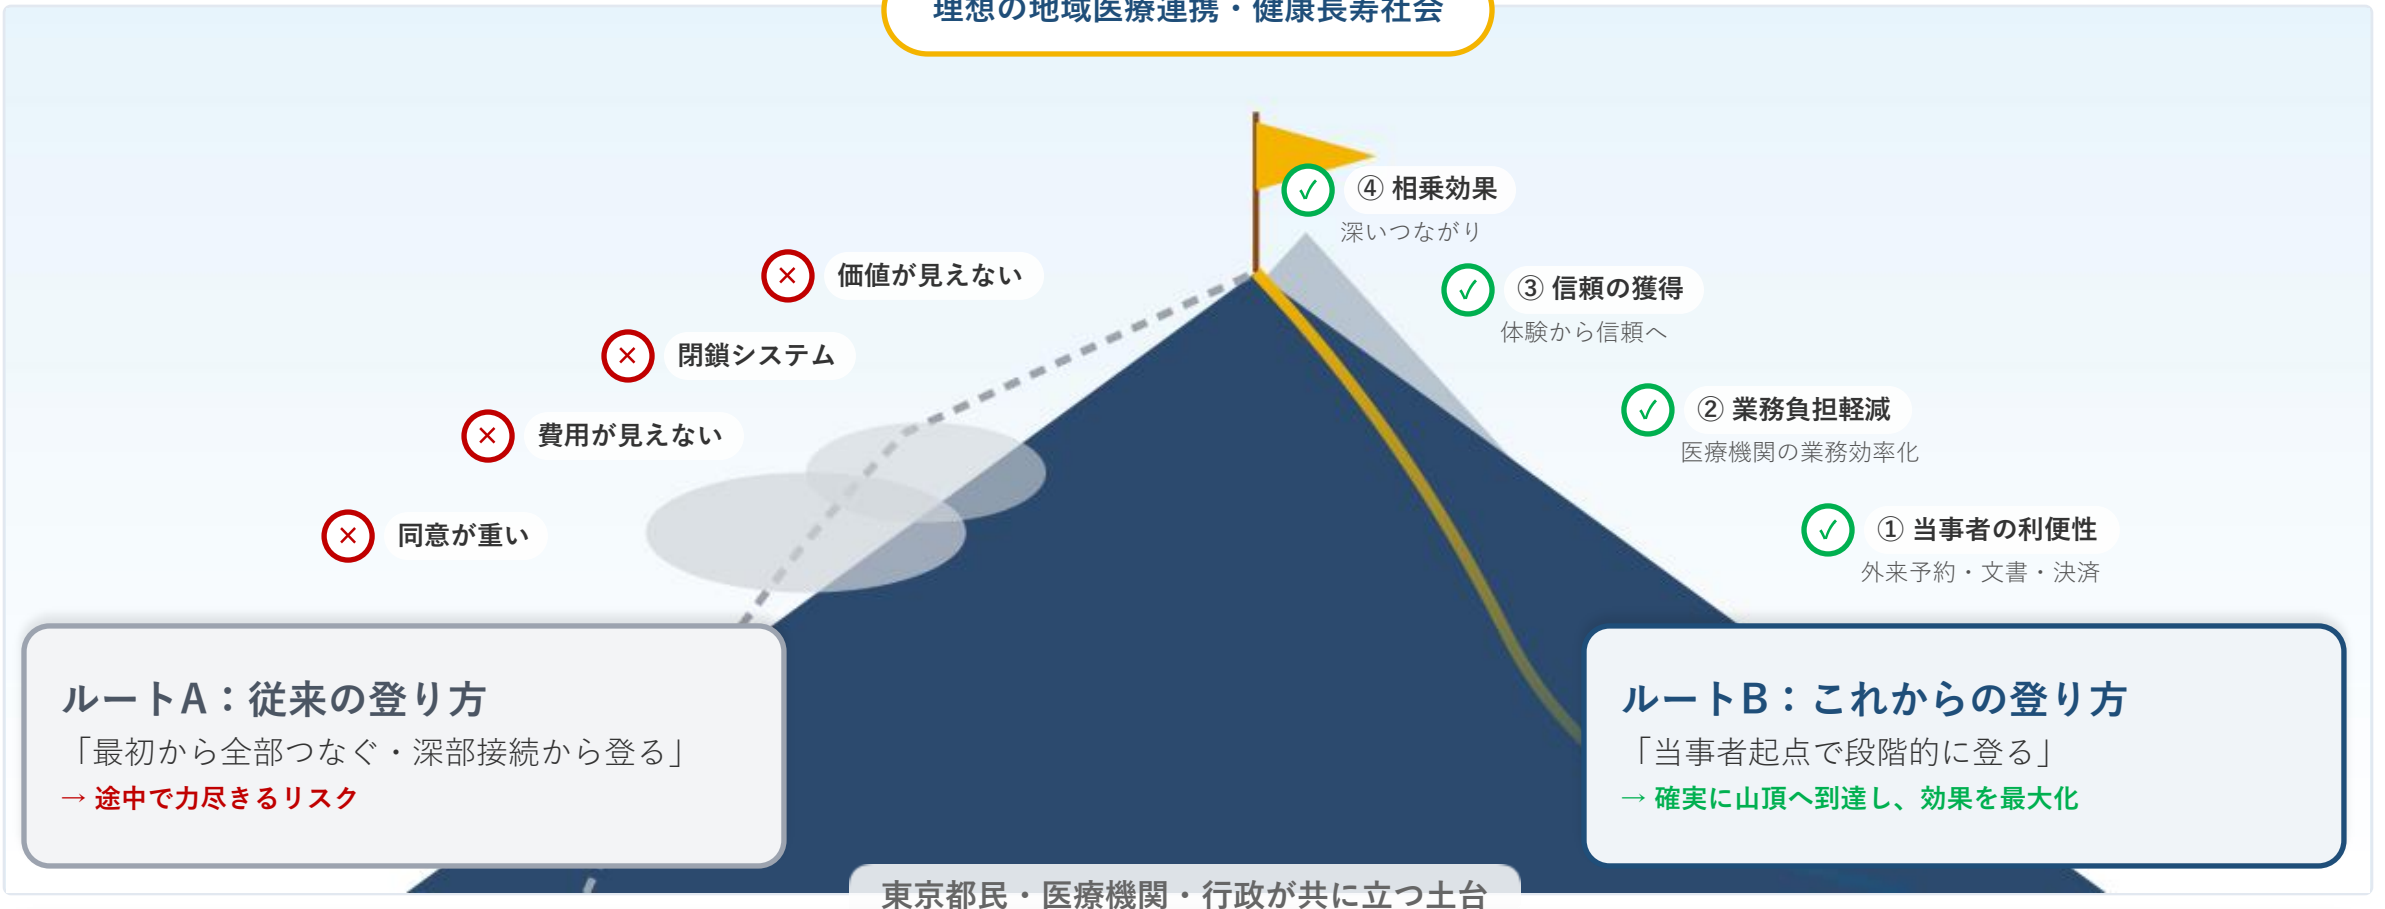 理想の地域医療連携・健康長寿社会
④ 相乗効果
深いつながり
価値が見えない
③ 信頼の獲得
体験から信頼へ
閉鎖システム
② 業務負担軽減
医療機関の業務効率化
費用が見えない
① 当事者の利便性
外来予約・文書・決済
同意が重い
ルートA：従来の登り方
「最初から全部つなぐ・深部接続から登る」
→ 途中で力尽きるリスク
ルートB：これからの登り方
「当事者起点で段階的に登る」
→ 確実に山頂へ到達し、効果を最大化
東京都民・医療機関・行政が共に立つ土台